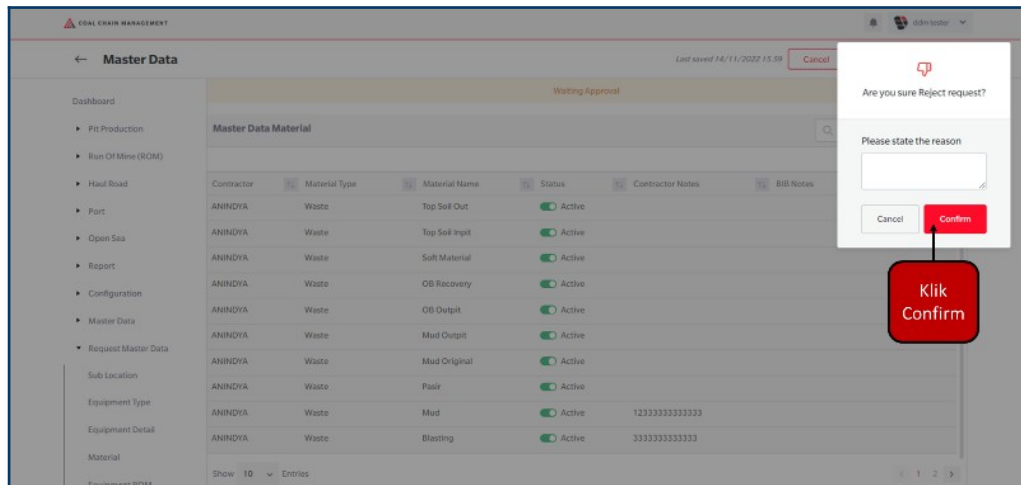 COAL CHAIN MANAGEMENT
ddm tester
Master Data
Last saved 14/11/2022 15.59
Cancel
Are you sure Reject request?
Please state the reason
Cancel
Confirm
Klik
Confirm
Dashboard
Pit Production
Run Of Mine (ROM)
Haul Road
Port
Open Sea
Report
Configuration
Master Data
Request Master Data
Sub Location
Equipment Type
Equipment Detail
Material
Equipment ROM
Waiting Approval
Master Data Material
Contractor Material Type Material Name Status Contractor Notes BIB Notes
ANINDYA Waste Top Soil Out Active
ANINDYA Waste Top Soil Inpit Active
ANINDYA Waste Soft Material Active
ANINDYA Waste OB Recovery Active
ANINDYA Waste OB Outpit Active
ANINDYA Waste Mud Outpit Active
ANINDYA Waste Mud Original Active
ANINDYA Waste Pasir Active
ANINDYA Waste Mud Active 12333333333333
ANINDYA Waste Blasting Active 3333333333333
Show 10 Entries
1 2